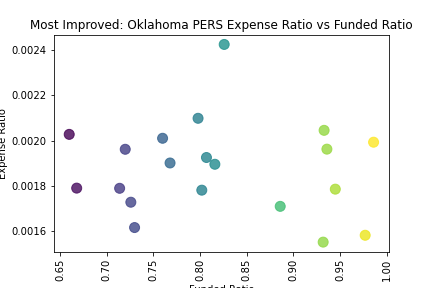 Most Improved: Oklahoma PERS Expense Ratio vs Funded Ratio
0.0024
0.0022
0.0020
0.0018
0.0016
Expense Ratio
0.65 0.70 0.75 0.80 0.85 0.90 0.95 1.00
Funded Ratio